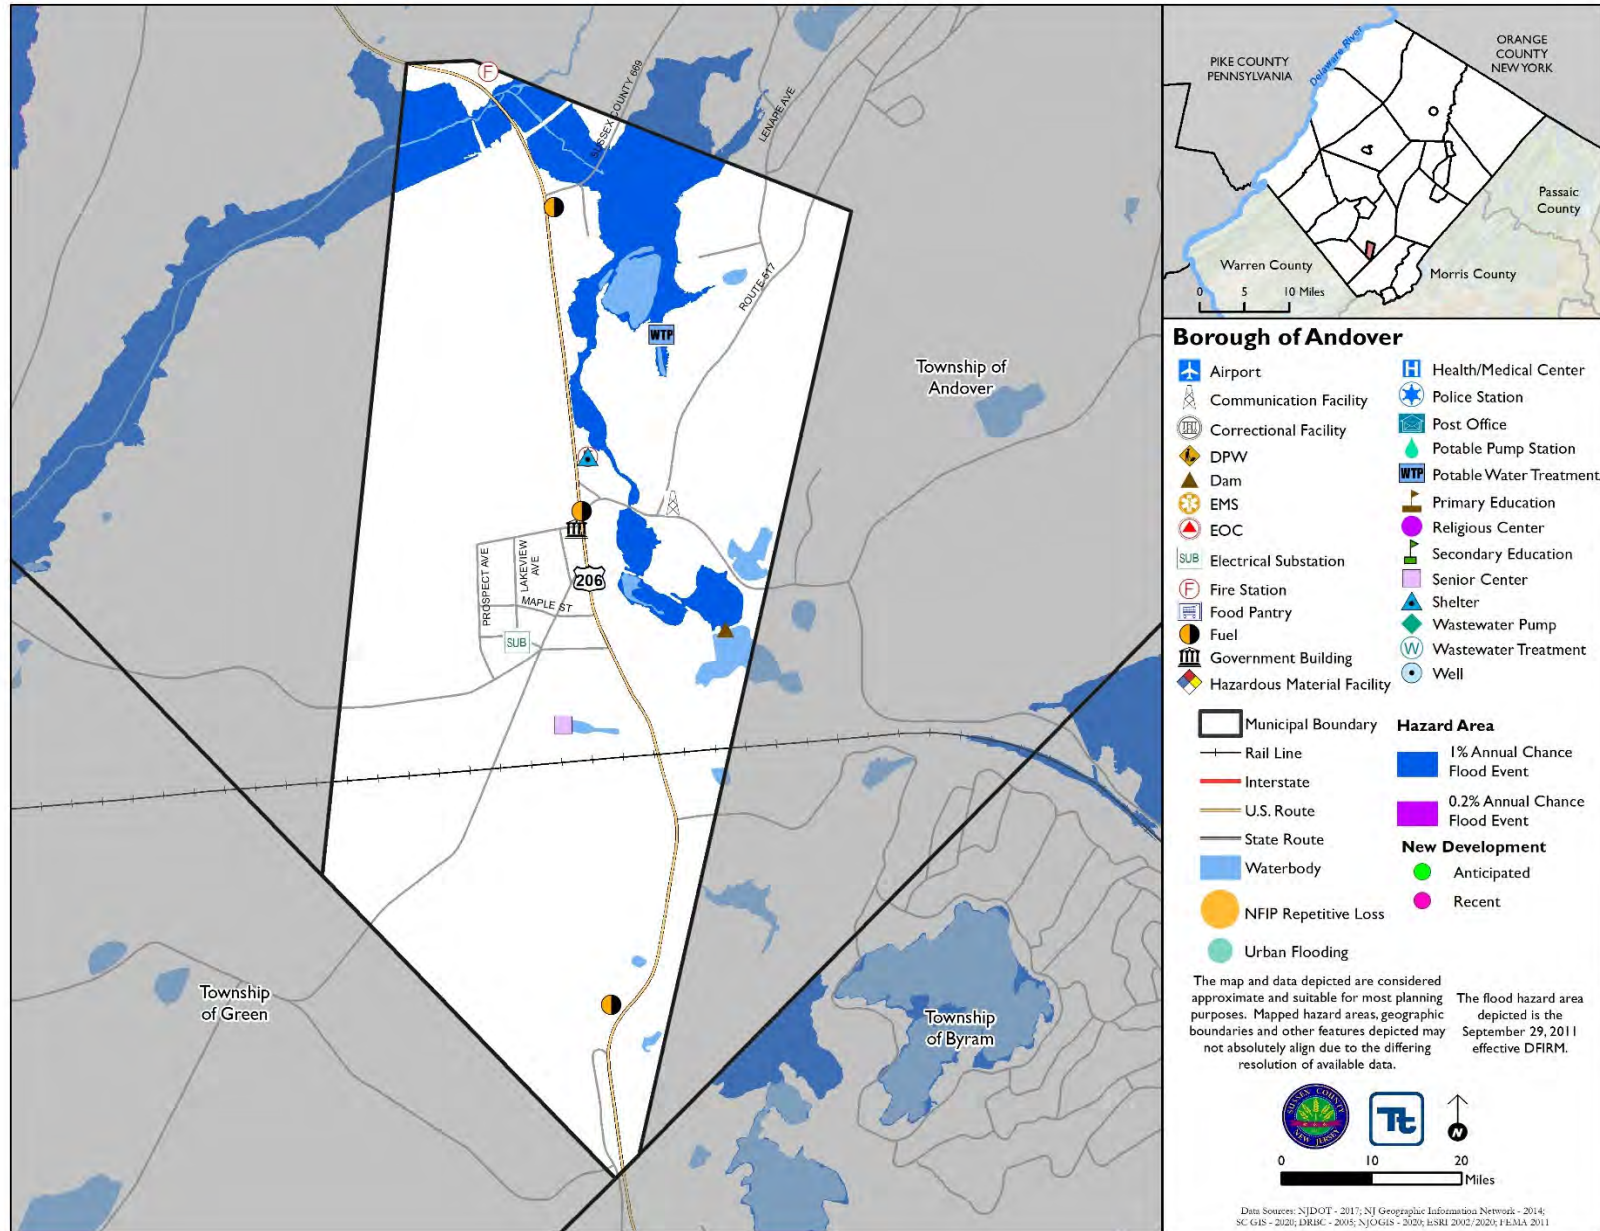 SUSSEX COUNTY 669
LENAPE AVE
ROUTE 517
F
WTP
Township of
Andover
PROSPECT AVE
LAKEVIEW
AVE
MAPLE ST
206
SUB
Township
of Green
Township
of Byram
PIKE COUNTY
PENNSYLVANIA
Delaware River
ORANGE
COUNTY
NEW YORK
Passaic
County
Warren County
Morris County
0 5 10 Miles
Borough of Andover
Airport
Communication Facility
Correctional Facility
DPW
Dam
EMS
EOC
SUB Electrical Substation
F Fire Station
Food Pantry
Fuel
Government Building
Hazardous Material Facility
H Health/Medical Center
Police Station
Post Office
Potable Pump Station
WTP Potable Water Treatment
Primary Education
Religious Center
Secondary Education
Senior Center
Shelter
Wastewater Pump
W Wastewater Treatment
Well
Municipal Boundary
Rail Line
Interstate
U.S. Route
State Route
Waterbody
NFIP Repetitive Loss
Urban Flooding
Hazard Area
1% Annual Chance
Flood Event
0.2% Annual Chance
Flood Event
New Development
Anticipated
Recent
The map and data depicted are considered
approximate and suitable for most planning
purposes. Mapped hazard areas, geographic
boundaries and other features depicted may
not absolutely align due to the differing
resolution of available data.
The flood hazard area
depicted is the
September 29, 2011
effective DFIRM.
SUSSEX COUNTY
NEW JERSEY
Tt
N
0 10 20
Miles
Data Sources: NJDOT - 2017; NJ Geographic Information Network - 2014;
SC GIS - 2020; DRBC - 2005; NJOGIS - 2020; ESRI 2002/2020; FEMA 2011